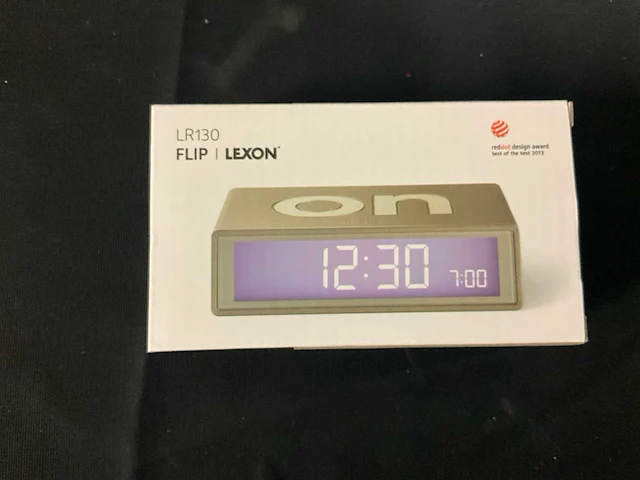 LR130
FLIP | LEXON®
reddot design award
best of the best 2013
on
12:30
7:00